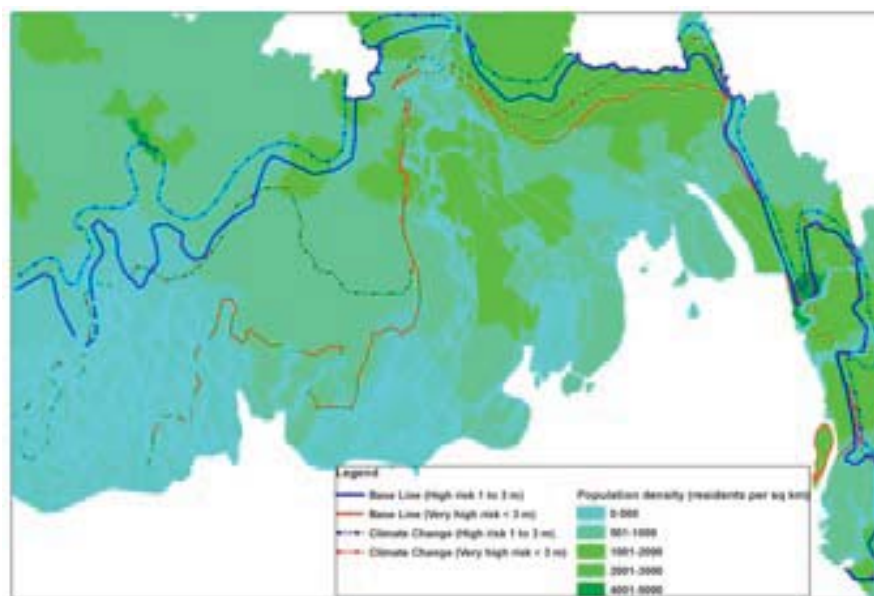 Legend
Base Line (High risk 1 to 3 m)
Base Line (Very high risk < 3 m)
Climate Change (High risk 1 to 3 m)
Climate Change (Very high risk < 3 m)
Population density (residents per sq km)
0-500
501-1000
1001-2000
2001-3000
4001-5000